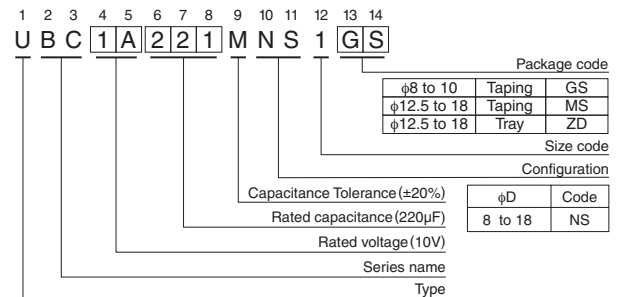 1 2 3 4 5 6 7 8 9 10 11 12 13 14
U B C 1 A 2 2 1 M N S 1 G S
Package code
ϕ8 to 10 Taping GS
ϕ12.5 to 18 Taping MS
ϕ12.5 to 18 Tray ZD
Size code
Configuration
ϕD Code
8 to 18 NS
Capacitance Tolerance (±20%)
Rated capacitance (220µF)
Rated voltage (10V)
Series name
Type